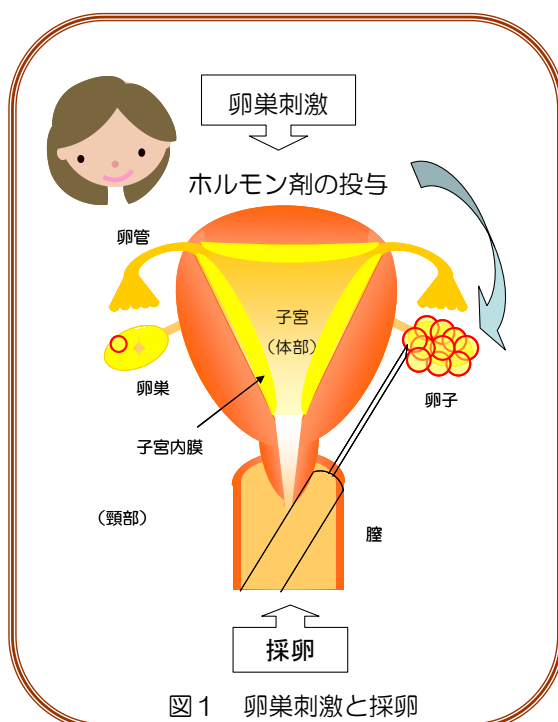 卵巣刺激
ホルモン剤の投与
卵管
子宮
（体部）
卵巣
卵子
子宮内膜
（頸部）
膣
採卵
図１　卵巣刺激と採卵